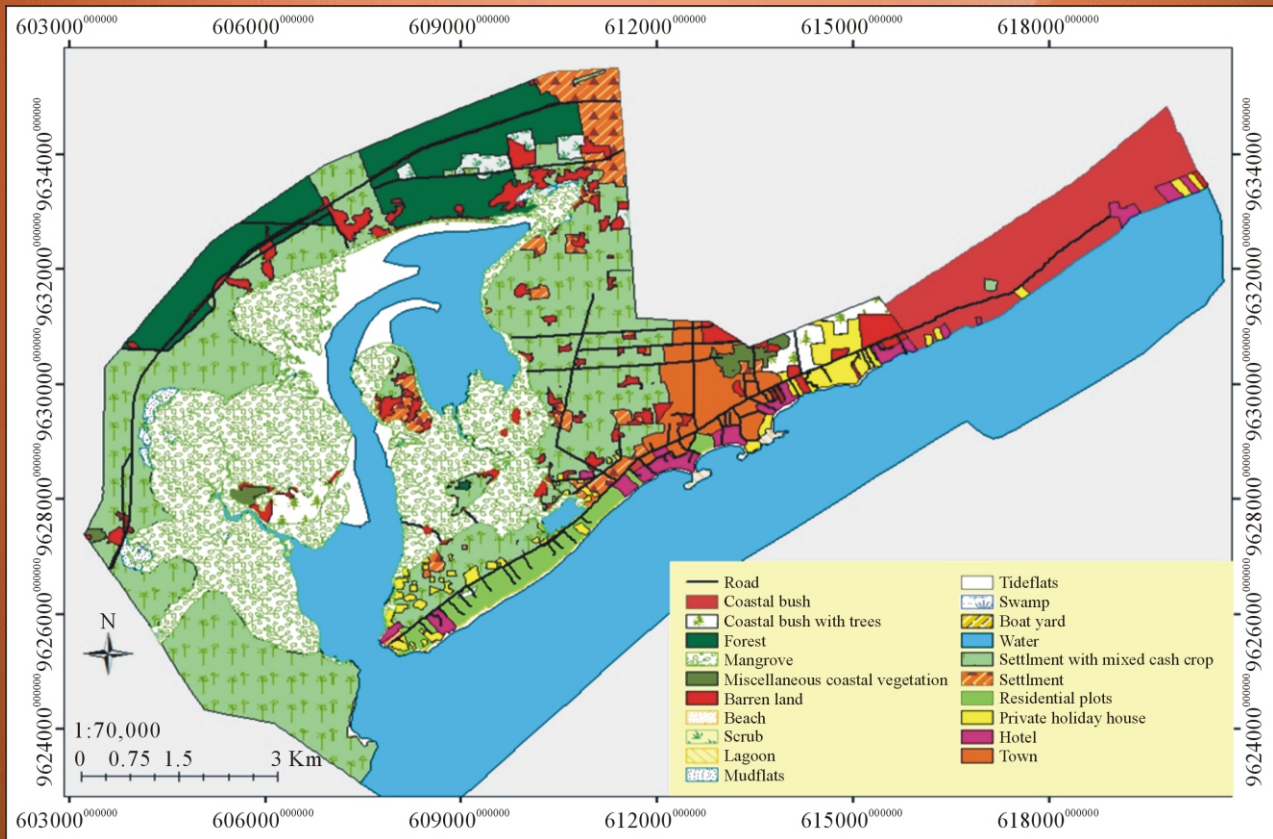 603000000000 606000000000 609000000000 612000000000 615000000000 618000000000
9634000000000
9632000000000
9630000000000
9628000000000
9626000000000
9624000000000
9634000000000
9632000000000
9630000000000
9628000000000
9626000000000
9624000000000
N
1:70,000
0 0.75 1.5 3 Km
Road
Coastal bush
Coastal bush with trees
Forest
Mangrove
Miscellaneous coastal vegetation
Barren land
Beach
Scrub
Lagoon
Mudflats
Tideflats
Swamp
Boat yard
Water
Settlment with mixed cash crop
Settlment
Residential plots
Private holiday house
Hotel
Town
603000000000 606000000000 609000000000 612000000000 615000000000 618000000000